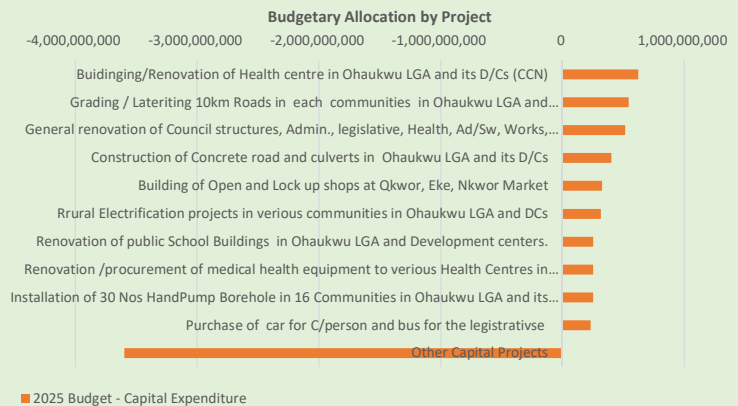 Budgetary Allocation by Project
-4,000,000,000 -3,000,000,000 -2,000,000,000 -1,000,000,000 0 1,000,000,000
Buidinging/Renovation of Health centre in Ohaukwu LGA and its D/Cs (CCN)
Grading / Lateriting 10km Roads in each communities in Ohaukwu LGA and…
General renovation of Council structures, Admin., legislative, Health, Ad/Sw, Works,…
Construction of Concrete road and culverts in Ohaukwu LGA and its D/Cs
Building of Open and Lock up shops at Qkwor, Eke, Nkwor Market
Rrural Electrification projects in verious communities in Ohaukwu LGA and DCs
Renovation of public School Buildings in Ohaukwu LGA and Development centers.
Renovation /procurement of medical health equipment to verious Health Centres in…
Installation of 30 Nos HandPump Borehole in 16 Communities in Ohaukwu LGA and its…
Purchase of car for C/person and bus for the legistrativse
Other Capital Projects
2025 Budget - Capital Expenditure